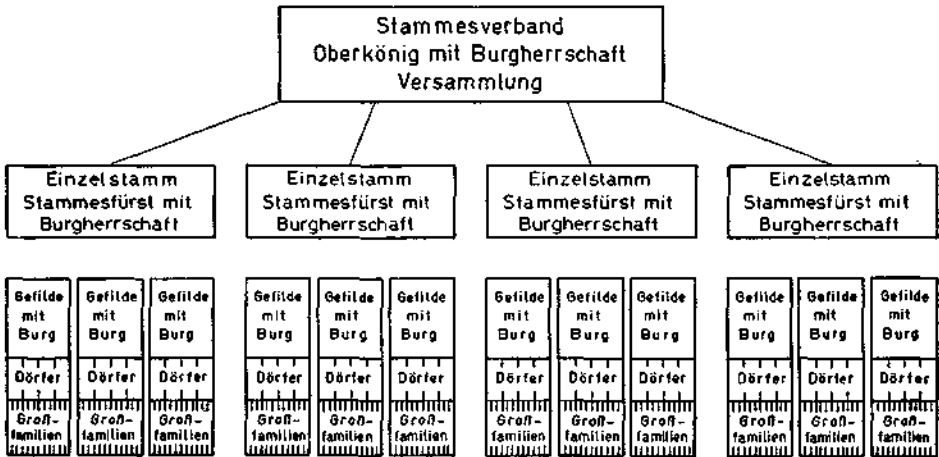 Stammesverband
Oberkönig mit Burgherrschaft
Versammlung
Einzelstamm
Stammesfürst mit
Burgherrschaft
Einzelstamm
Stammesfürst mit
Burgherrschaft
Einzelstamm
Stammesfürst mit
Burgherrschaft
Einzelstamm
Stammesfürst mit
Burgherrschaft
Gefilde
mit
Burg
Dörfer
Groß-
familien
Gefilde
mit
Burg
Dörfer
Groß-
familien
Gefilde
mit
Burg
Dörfer
Groß-
familien
Gefilde
mit
Burg
Dörfer
Groß-
familien
Gefilde
mit
Burg
Dörfer
Groß-
familien
Gefilde
mit
Burg
Dörfer
Groß-
familien
Gefilde
mit
Burg
Dörfer
Groß-
familien
Gefilde
mit
Burg
Dörfer
Groß-
familien
Gefilde
mit
Burg
Dörfer
Groß-
familien
Gefilde
mit
Burg
Dörfer
Groß-
familien
Gefilde
mit
Burg
Dörfer
Groß-
familien
Gefilde
mit
Burg
Dörfer
Groß-
familien